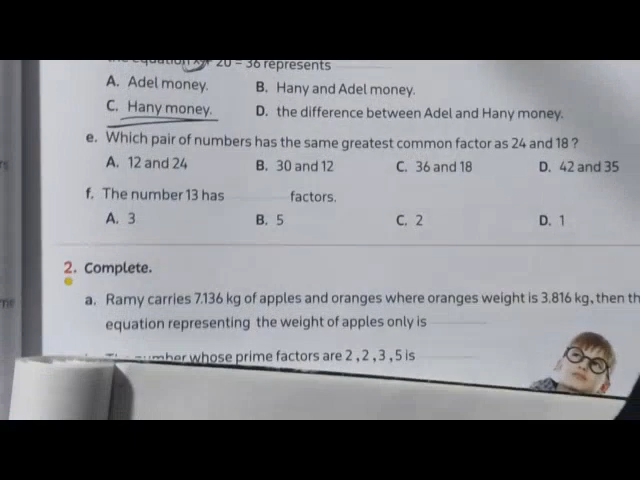 equation 20 = 36 represents
A. Adel money. B. Hany and Adel money.
C. Hany money. D. the difference between Adel and Hany money.
e. Which pair of numbers has the same greatest common factor as 24 and 18 ?
A. 12 and 24 B. 30 and 12 C. 36 and 18 D. 42 and 35
f. The number 13 has factors.
A. 3 B. 5 C. 2 D. 1
2. Complete.
a. Ramy carries 7.136 kg of apples and oranges where oranges weight is 3.816 kg, then th
equation representing the weight of apples only is
number whose prime factors are 2 , 2 , 3 , 5 is